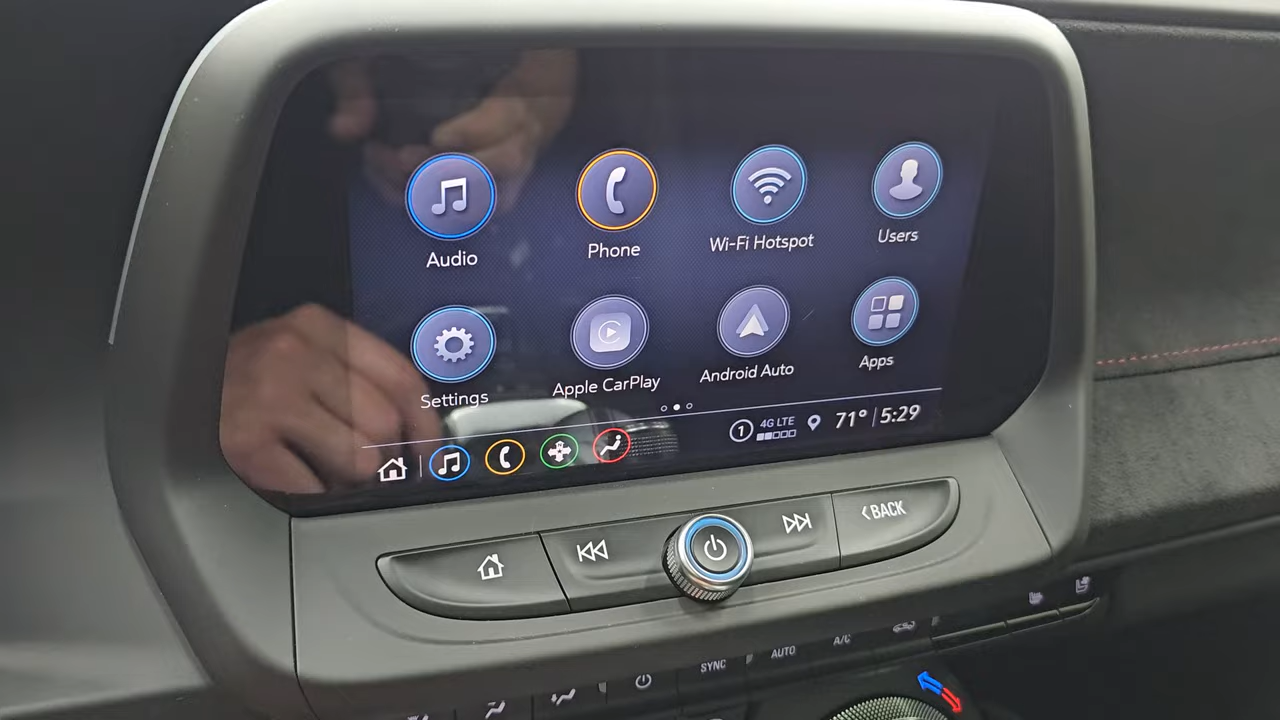 Audio
Phone
Wi-Fi Hotspot
Users
Settings
Apple CarPlay
Android Auto
Apps
1
4G LTE
71° 5:29
BACK
SYNC
AUTO
A/C